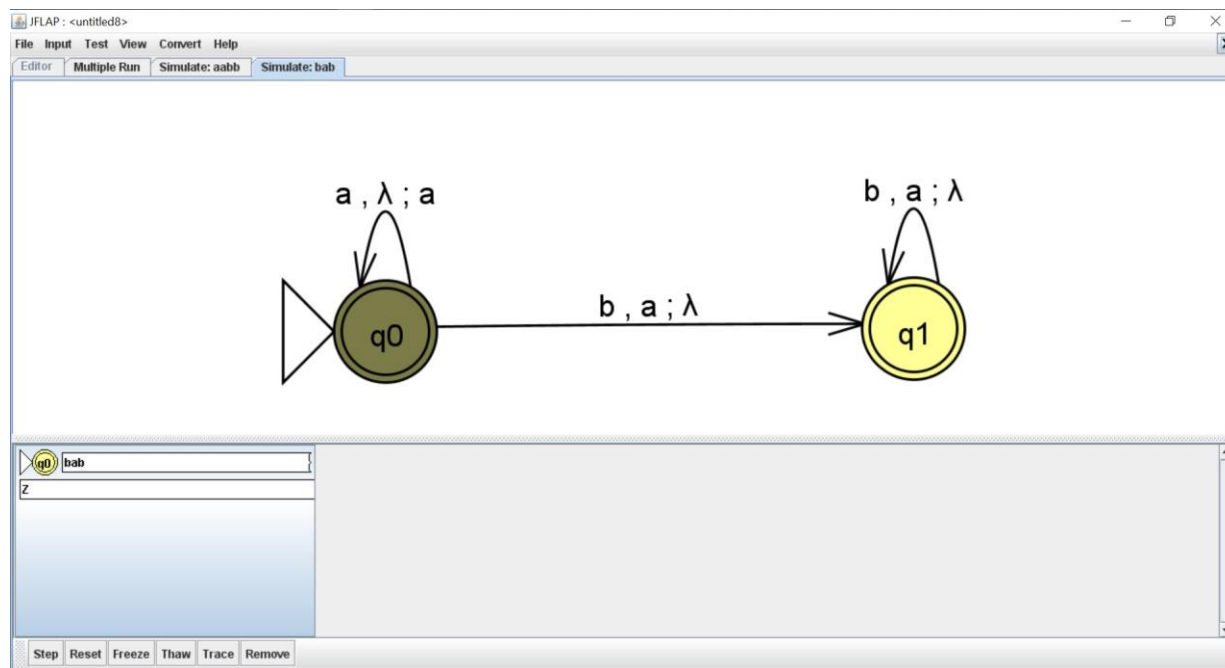 JFLAP : <untitled8>
File Input Test View Convert Help
Editor Multiple Run Simulate: aabb Simulate: bab
a , λ ; a
b , a ; λ
b , a ; λ
q0
q1
q0 bab
Z
Step Reset Freeze Thaw Trace Remove